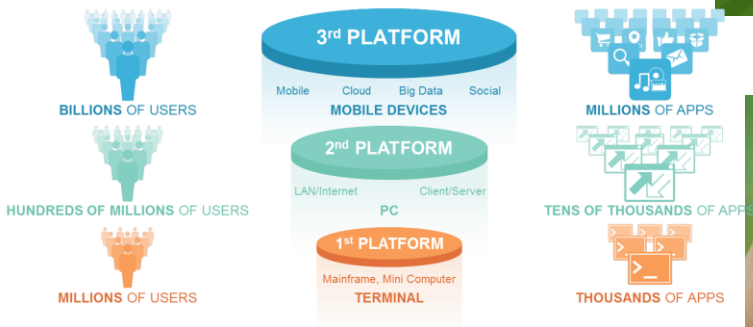 3rd PLATFORM
Mobile Cloud Big Data Social
BILLIONS OF USERS
MOBILE DEVICES
MILLIONS OF APPS
2nd PLATFORM
LAN/Internet Client/Server
HUNDREDS OF MILLIONS OF USERS
PC
TENS OF THOUSANDS OF APPS
1st PLATFORM
Mainframe, Mini Computer
MILLIONS OF USERS
TERMINAL
THOUSANDS OF APPS